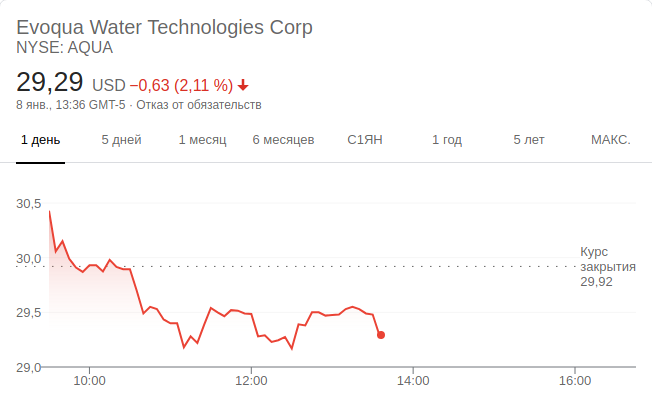 Evoqua Water Technologies Corp
NYSE: AQUA
29,29 USD −0,63 (2,11 %)
8 янв., 13:36 GMT-5 · Отказ от обязательств
1 день 5 дней 1 месяц 6 месяцев С1ЯН 1 год 5 лет МАКС.
30,5
30,0
29,5
29,0
Курс
закрытия
29,92
10:00 12:00 14:00 16:00